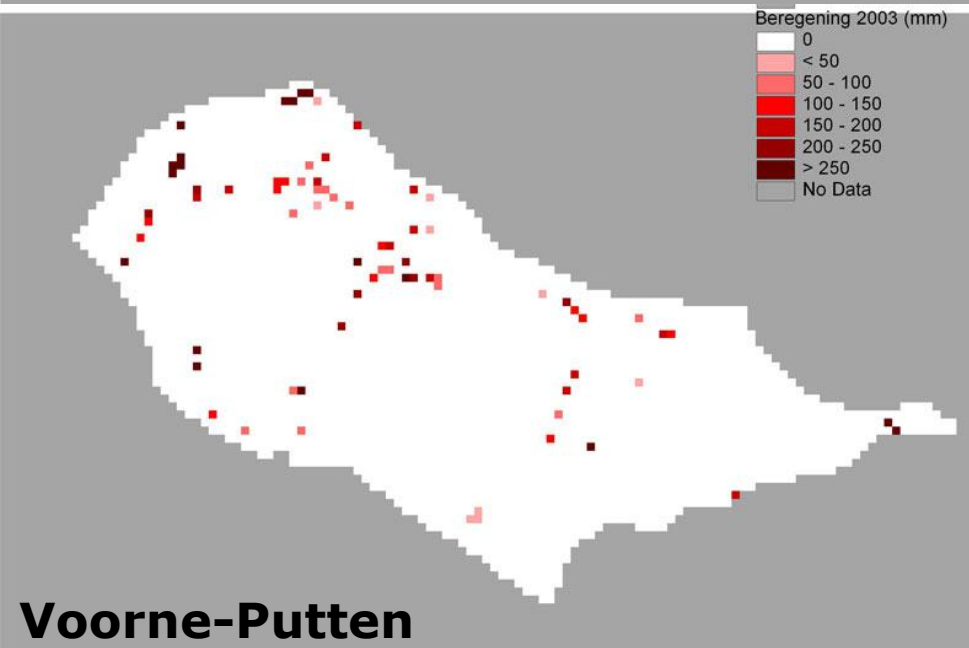 Beregening 2003 (mm)
0
< 50
50 - 100
100 - 150
150 - 200
200 - 250
> 250
No Data
Voorne-Putten